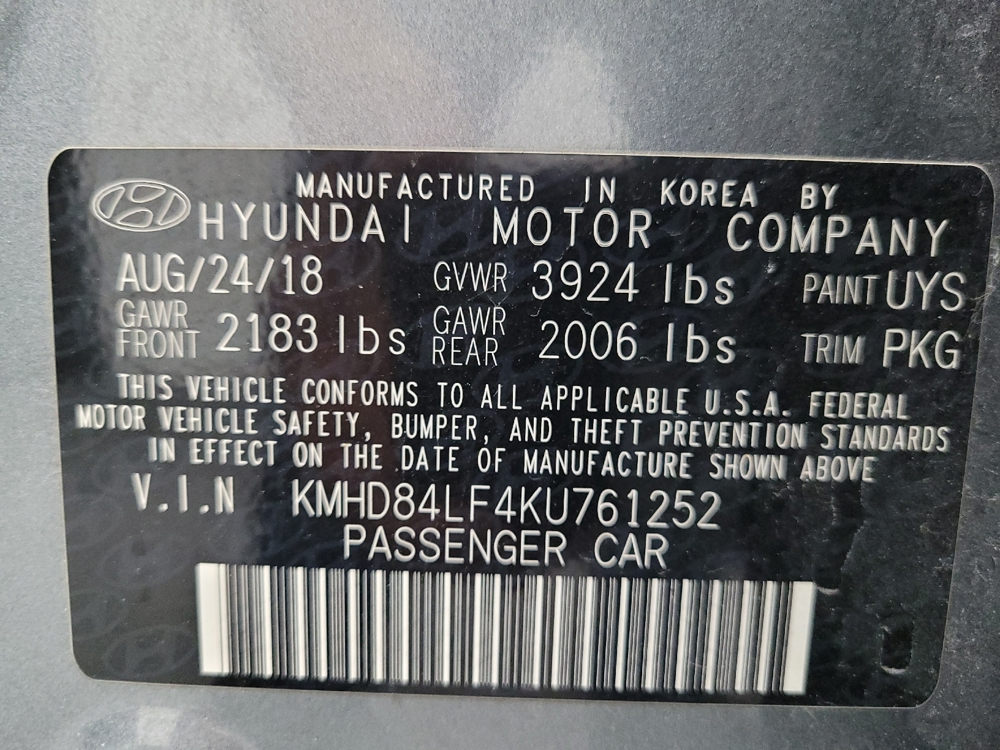 MANUFACTURED IN KOREA BY
HYUNDAI MOTOR COMPANY
AUG/24/18 GVWR 3924 lbs PAINT UYS
GAWR FRONT 2183 lbs GAWR REAR 2006 lbs TRIM PKG
THIS VEHICLE CONFORMS TO ALL APPLICABLE U.S.A. FEDERAL
MOTOR VEHICLE SAFETY, BUMPER, AND THEFT PREVENTION STANDARDS
IN EFFECT ON THE DATE OF MANUFACTURE SHOWN ABOVE
V.I.N KMHD84LF4KU761252
PASSENGER CAR